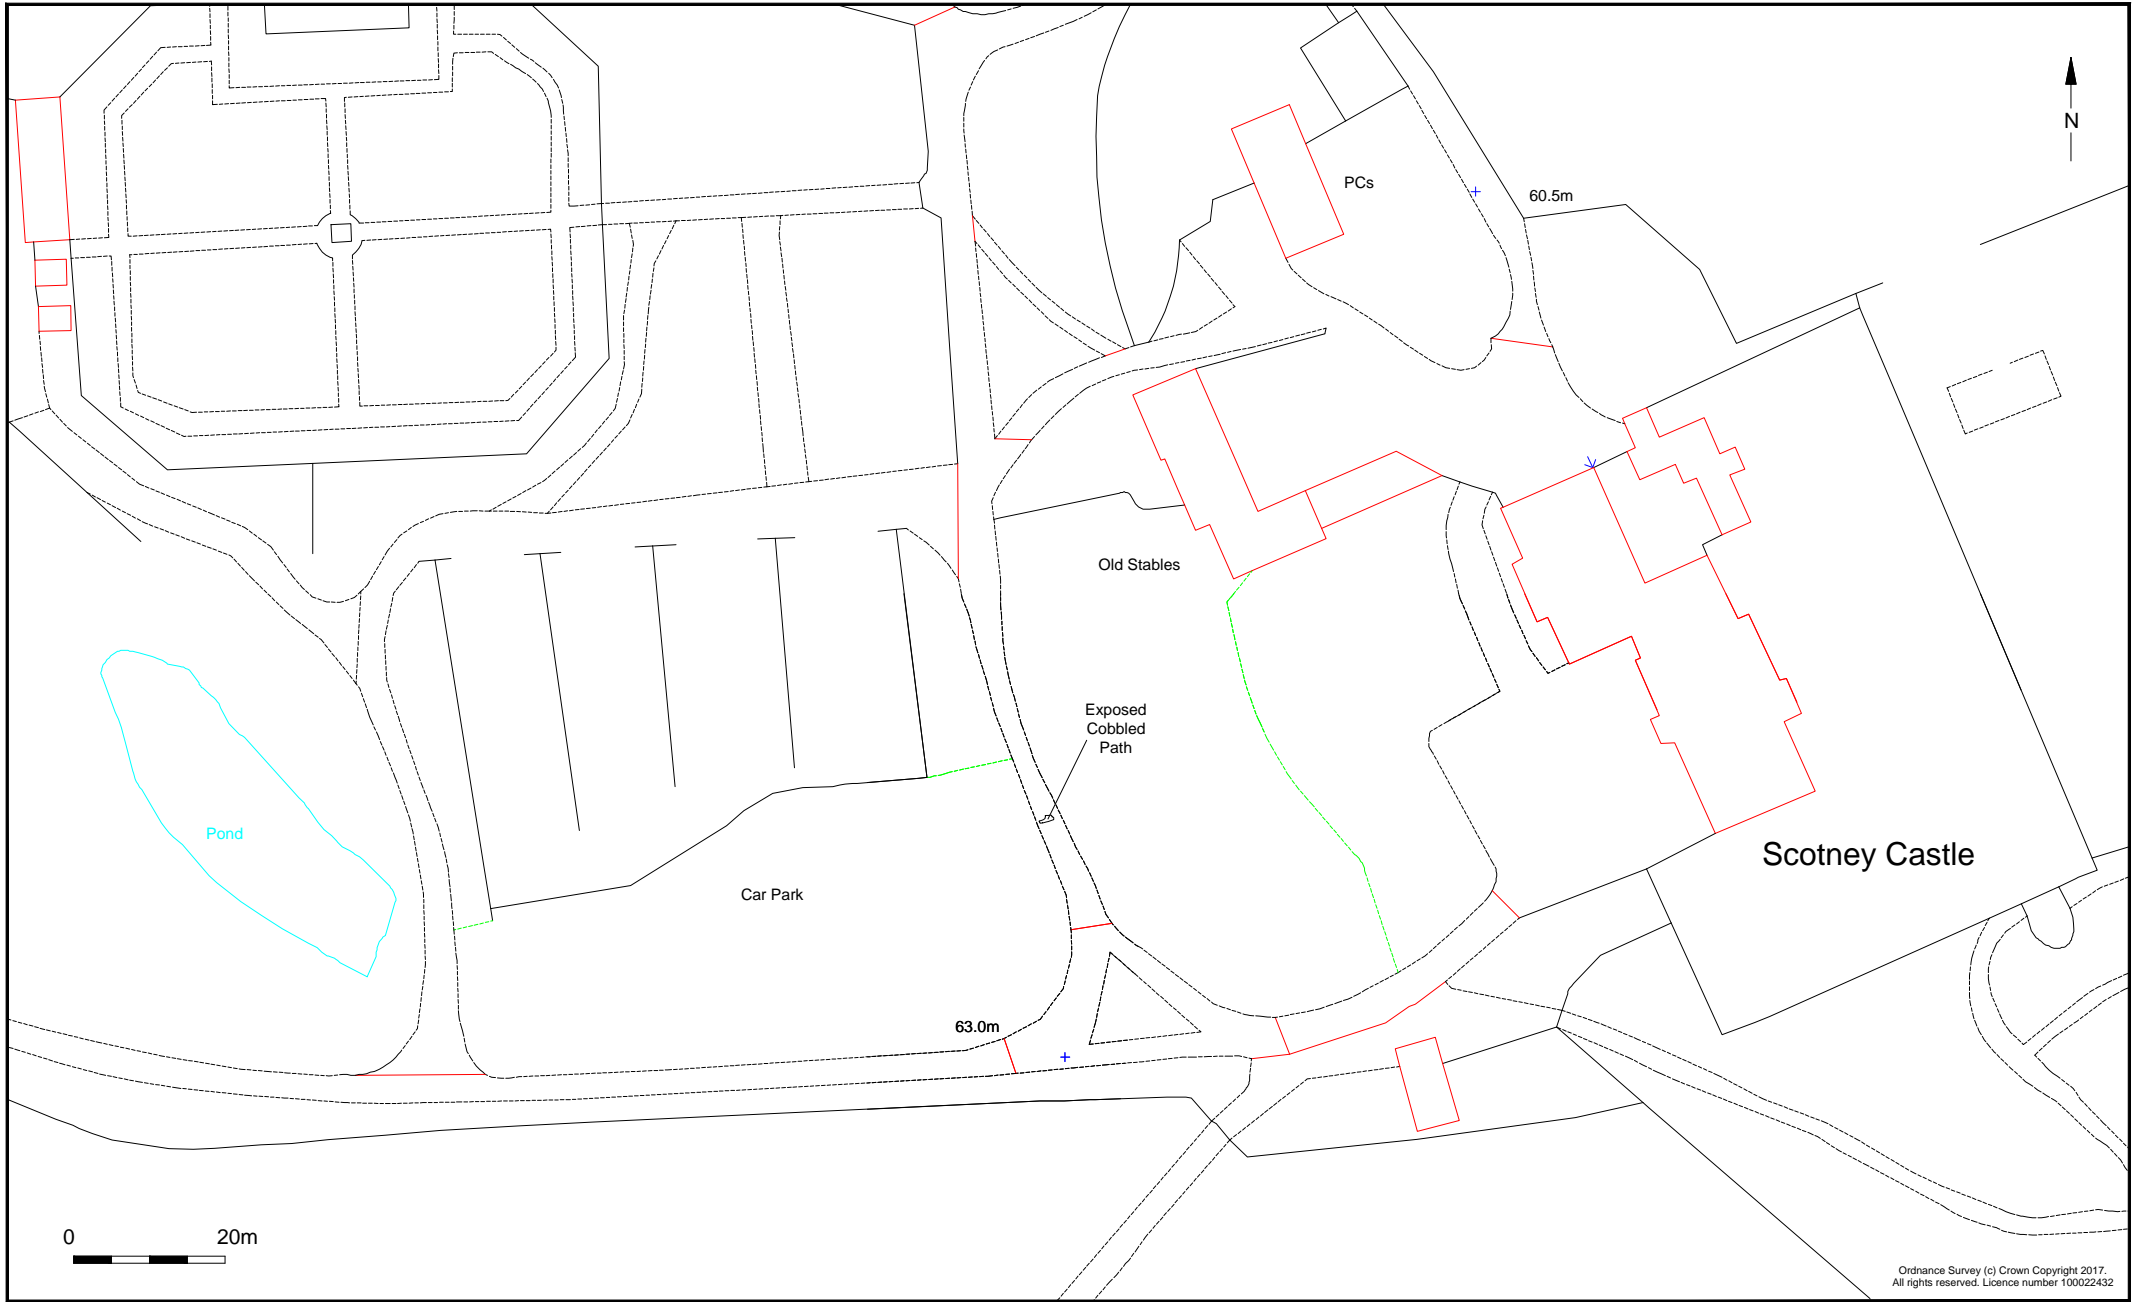 N
PCs
60.5m
Old Stables
Exposed
Cobbled
Path
Pond
Scotney Castle
Car Park
63.0m
0 20m
Ordnance Survey (c) Crown Copyright 2017.
All rights reserved. Licence number 100022432